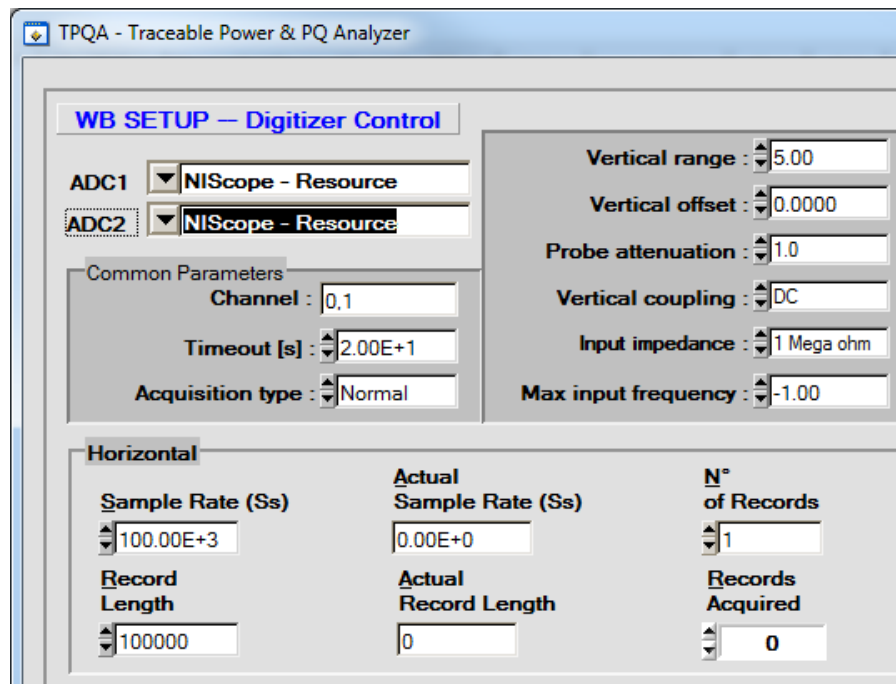 TPQA - Traceable Power & PQ Analyzer
WB SETUP -- Digitizer Control
ADC1 NIScope - Resource
ADC2 NIScope - Resource
Common Parameters
Channel : 0,1
Timeout [s] : 2.00E+1
Acquisition type : Normal
Vertical range : 5.00
Vertical offset : 0.0000
Probe attenuation : 1.0
Vertical coupling : DC
Input impedance : 1 Mega ohm
Max input frequency : -1.00
Horizontal
Sample Rate (Ss)
100.00E+3
Actual
Sample Rate (Ss)
0.00E+0
N°
of Records
1
Record
Length
100000
Actual
Record Length
0
Records
Acquired
0